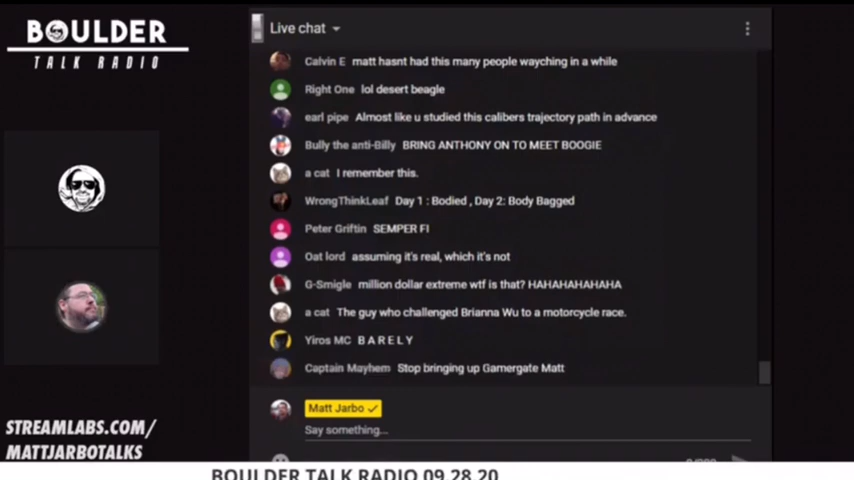 BOULDER
TALK RADIO
Live chat
Calvin E matt hasnt had this many people wayching in a while
Right One lol desert beagle
earl pipe Almost like u studied this calibers trajectory path in advance
Bully the anti-Billy BRING ANTHONY ON TO MEET BOOGIE
a cat I remember this.
WrongThinkLeaf Day 1 : Bodied , Day 2: Body Bagged
Peter Griftin SEMPER FI
Oat lord assuming it's real, which it's not
G-Smigle million dollar extreme wtf is that? HAHAHAHAHAHA
a cat The guy who challenged Brianna Wu to a motorcycle race.
Yiros MC B A R E L Y
Captain Mayhem Stop bringing up Gamergate Matt
Matt Jarbo
Say something...
STREAMLABS.COM/
MATTJARBOTALKS
BOULDER TALK RADIO 09.28.20